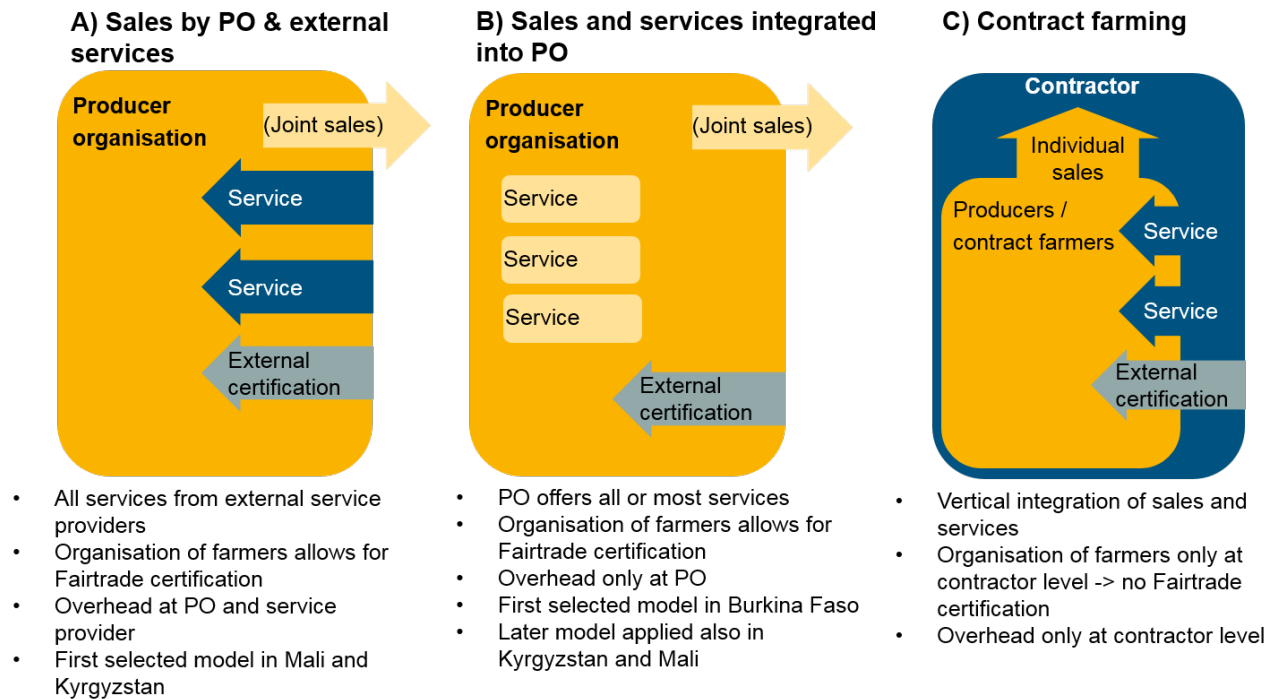 A) Sales by PO & external
services
Producer
organisation
(Joint sales)
Service
Service
External
certification
• All services from external service
providers
• Organisation of farmers allows for
Fairtrade certification
• Overhead at PO and service
provider
• First selected model in Mali and
Kyrgyzstan
B) Sales and services integrated
into PO
Producer
organisation
(Joint sales)
Service
Service
Service
External
certification
• PO offers all or most services
• Organisation of farmers allows for
Fairtrade certification
• Overhead only at PO
• First selected model in Burkina Faso
• Later model applied also in
Kyrgyzstan and Mali
C) Contract farming
Contractor
Individual
sales
Producers /
contract farmers
Service
Service
External
certification
• Vertical integration of sales and
services
• Organisation of farmers only at
contractor level -> no Fairtrade
certification
• Overhead only at contractor level